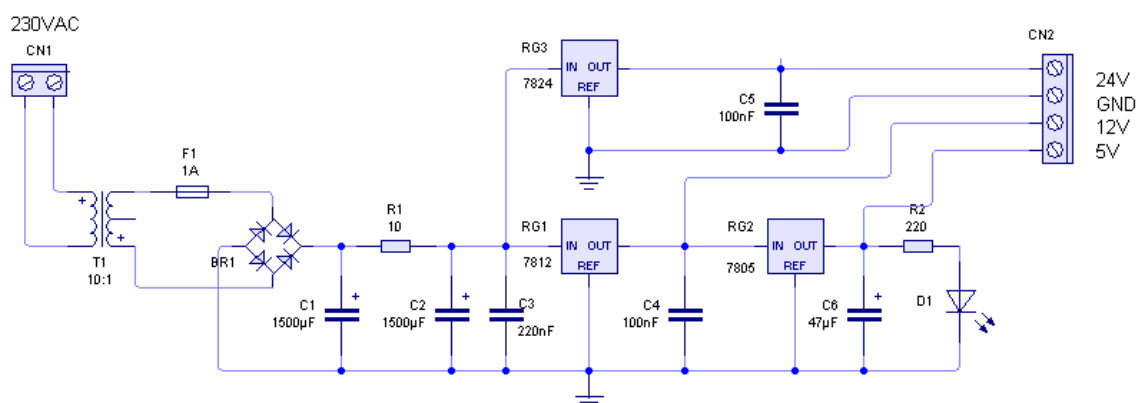 230VAC
CN1
F1
1A
T1
10:1
BR1
R1
10
C1
1500µF
C2
1500µF
C3
220nF
RG3
7824
IN OUT
REF
C5
100nF
RG1
7812
IN OUT
REF
C4
100nF
RG2
7805
IN OUT
REF
C6
47µF
R2
220
D1
CN2
24V
GND
12V
5V